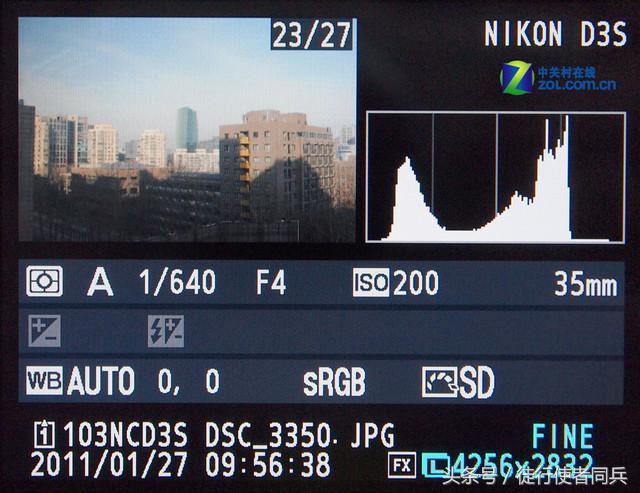 23/27
NIKON D3S
中关村在线
ZOL.COM.CN
A 1/640 F4 ISO 200 35mm
WB AUTO 0, 0 sRGB SD
1 103NCD3S DSC_3350. JPG FINE
2011/01/27 09:56:38 FX L 4256x2832
头条号 / 徒行使者同兵